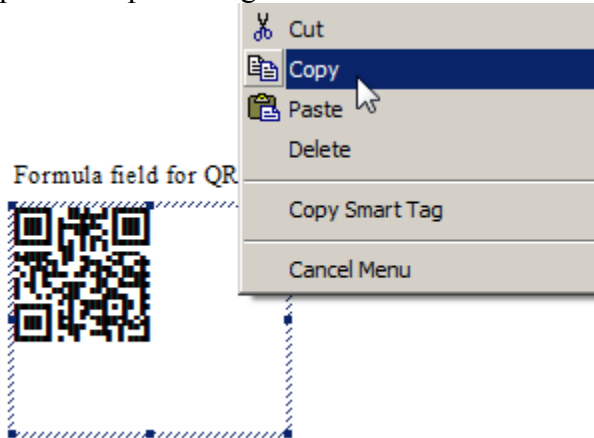 Cut
Copy
Paste
Delete
Formula field for QR
Copy Smart Tag
Cancel Menu